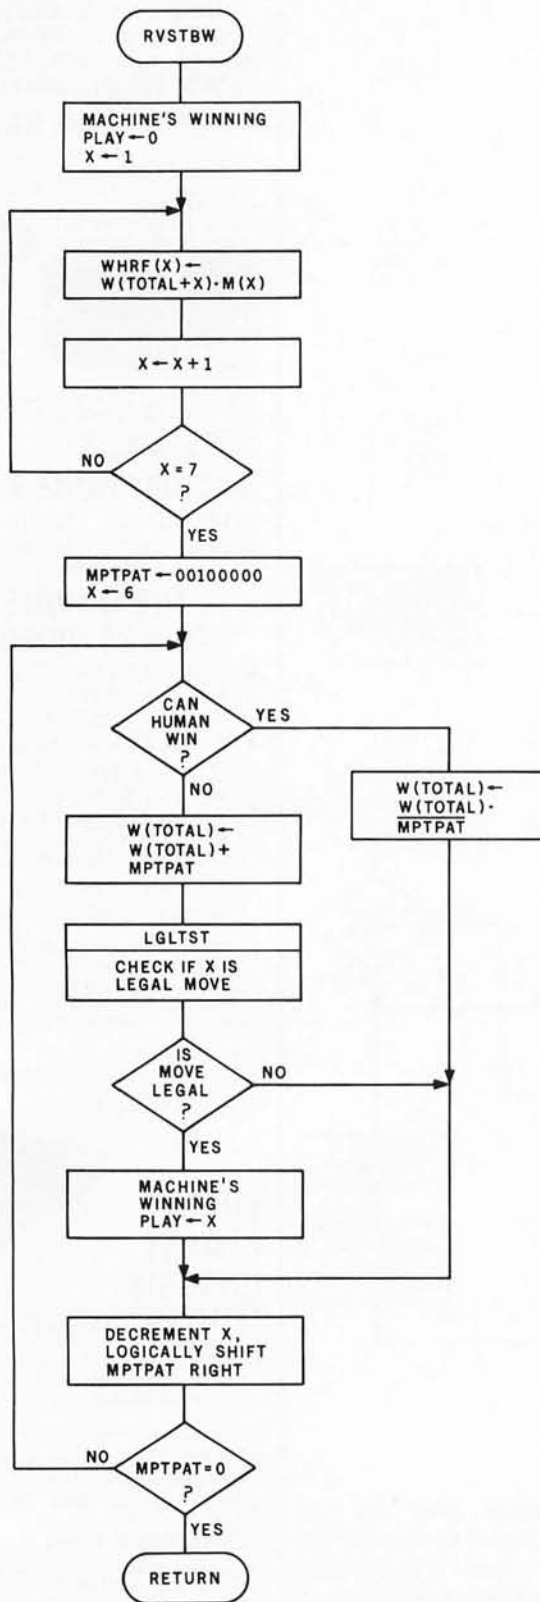 RVSTBW
MACHINE'S WINNING
PLAY ← 0
X ← 1
WHRF(X) ←
W(TOTAL+X)·M(X)
X ← X + 1
NO
X = 7
?
YES
MPTPAT ← 00100000
X ← 6
CAN
HUMAN
WIN
?
YES
NO
W(TOTAL) ←
W(TOTAL)·
MPTPAT
W(TOTAL) ←
W(TOTAL)+
MPTPAT
LGLTST
CHECK IF X IS
LEGAL MOVE
IS
MOVE
LEGAL
?
NO
YES
MACHINE'S
WINNING
PLAY ← X
DECREMENT X,
LOGICALLY SHIFT
MPTPAT RIGHT
NO
MPTPAT=0
?
YES
RETURN